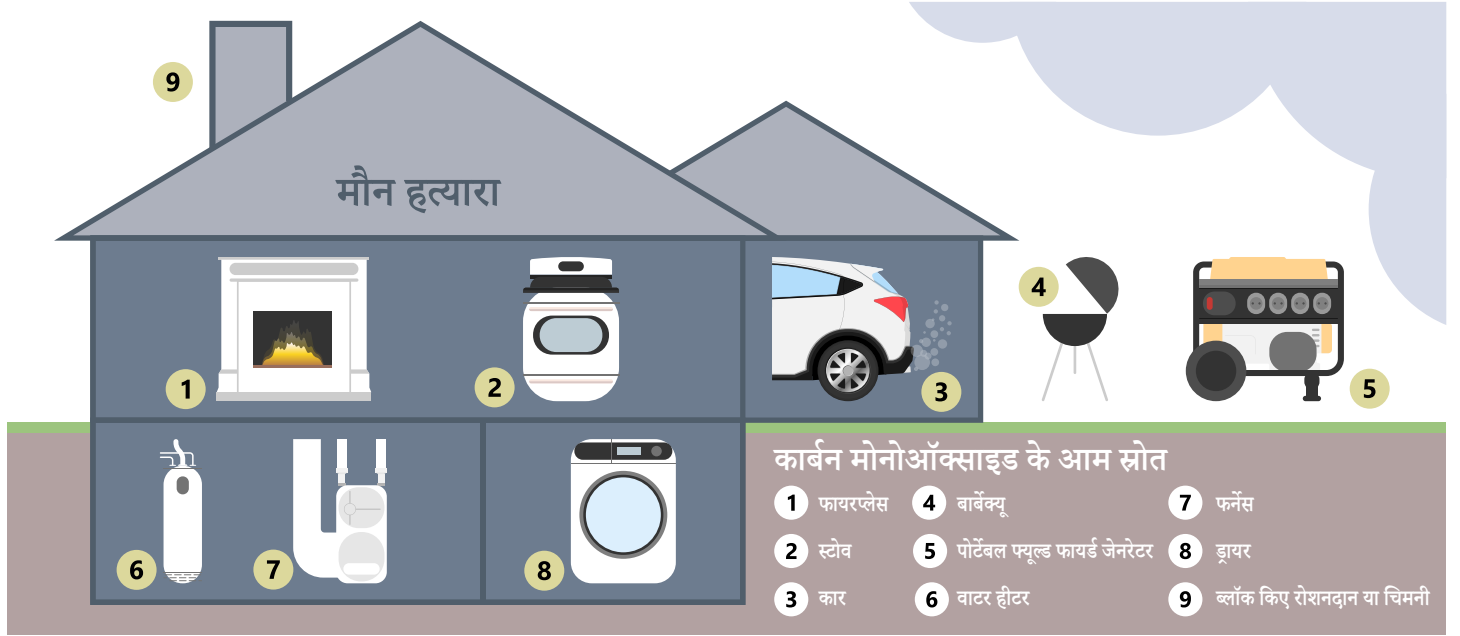 9
मौन हत्यारा
1
2
3
4
5
6
7
8
कार्बन मोनोऑक्साइड के आम स्रोत
1 फायरप्लेस
2 स्टोव
3 कार
4 बार्बेक्यू
5 पोर्टेबल फ्यूल्ड फायर्ड जेनरेटर
6 वाटर हीटर
7 फर्नेस
8 ड्रायर
9 ब्लॉक किए रोशनदान या चिमनी